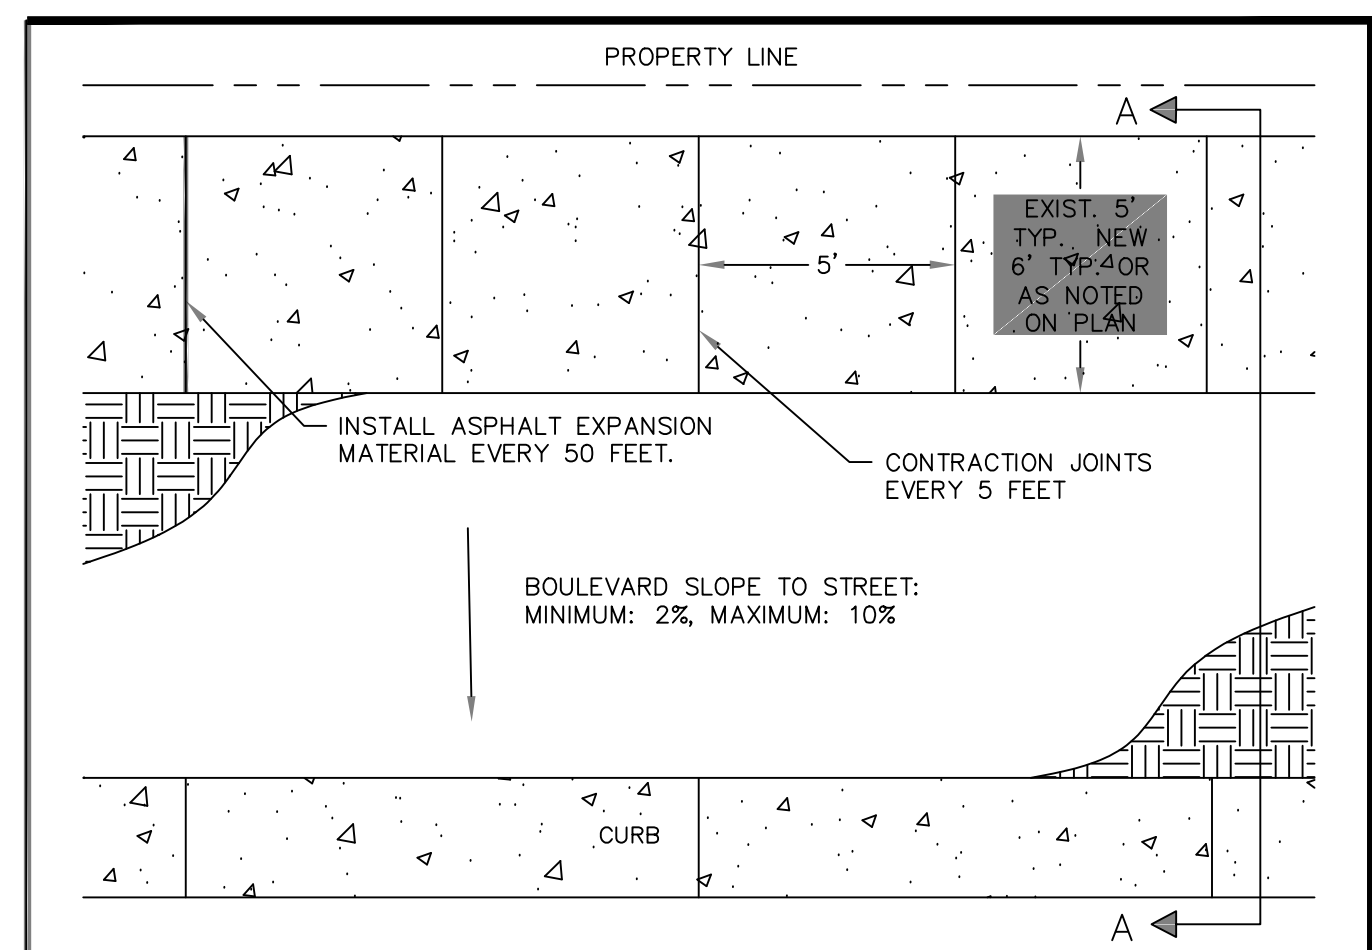 PROPERTY LINE
A
EXIST. 5'
TYP. NEW
6' TYP. OR
AS NOTED
ON PLAN
5'
INSTALL ASPHALT EXPANSION
MATERIAL EVERY 50 FEET.
CONTRACTION JOINTS
EVERY 5 FEET
BOULEVARD SLOPE TO STREET:
MINIMUM: 2%, MAXIMUM: 10%
CURB
A